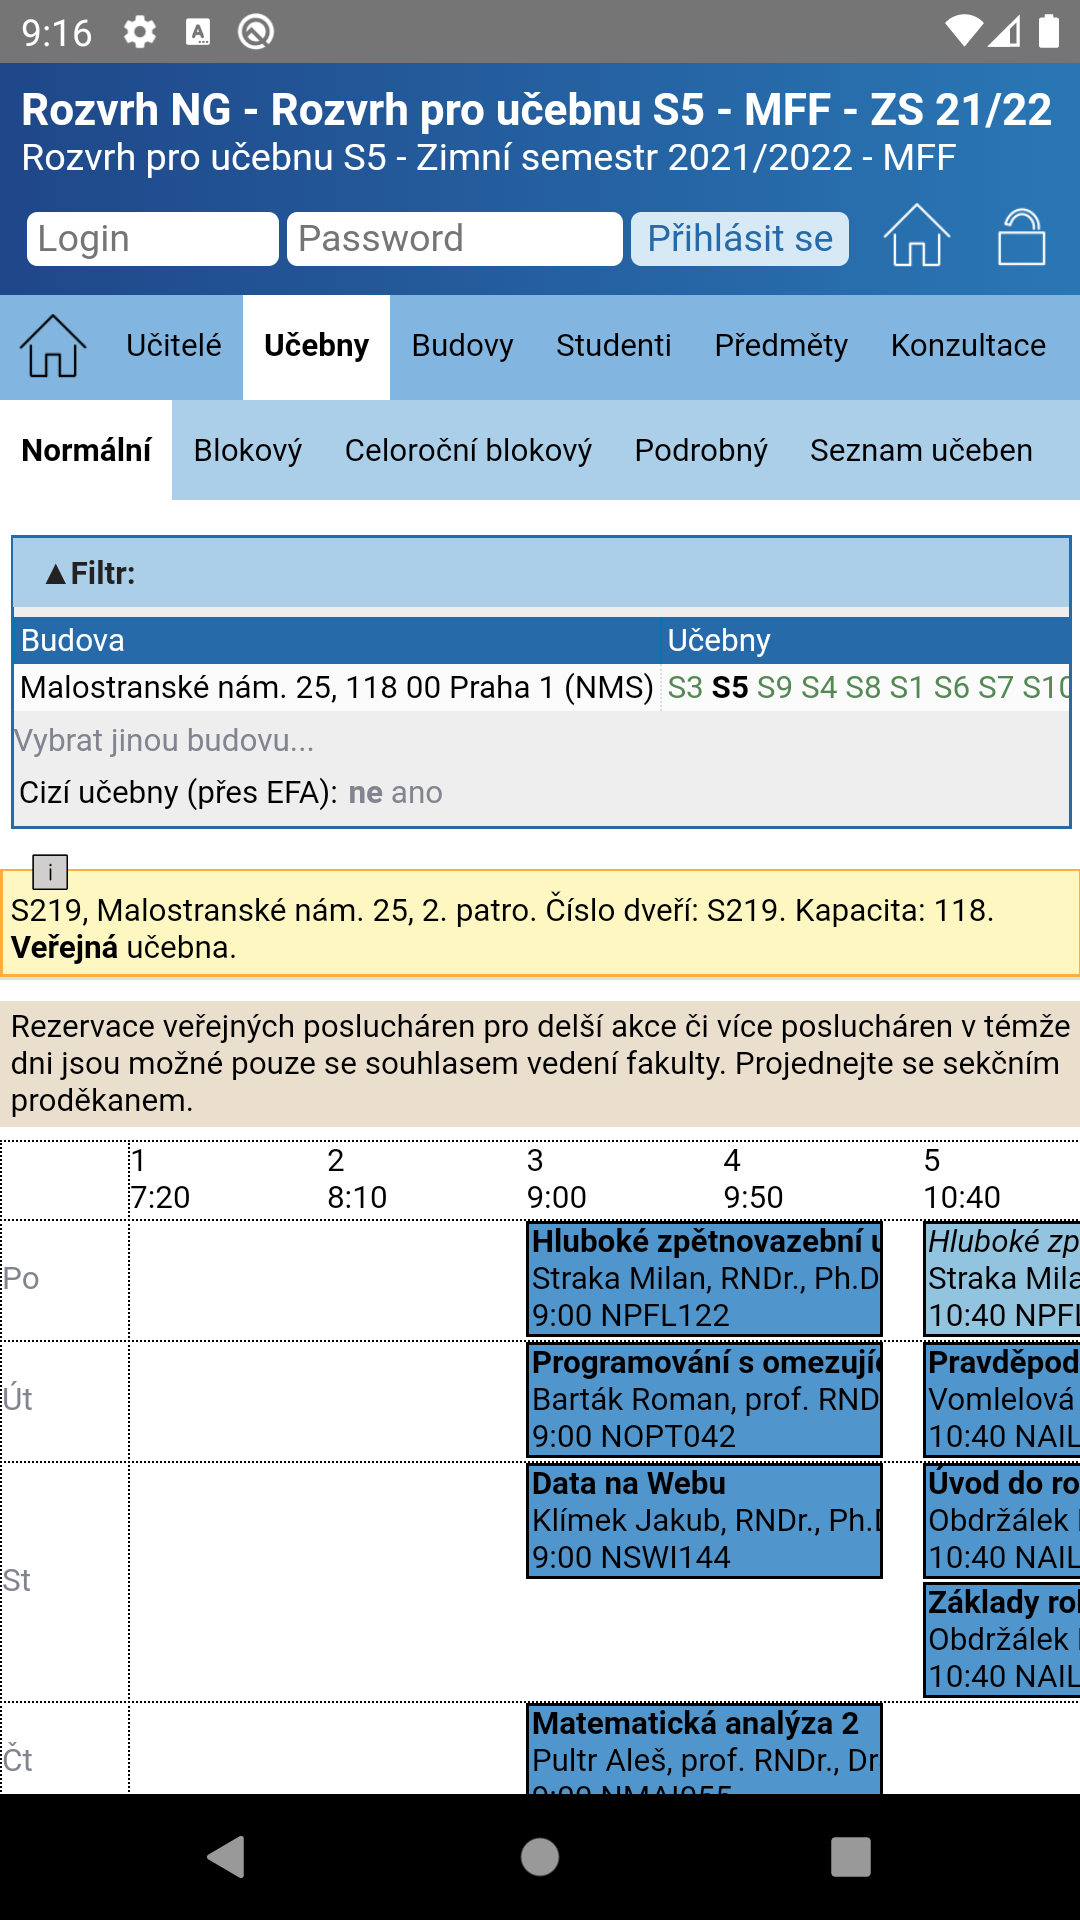 9:16
Rozvrh NG - Rozvrh pro učebnu S5 - MFF - ZS 21/22
Rozvrh pro učebnu S5 - Zimní semestr 2021/2022 - MFF
Login Password Přihlásit se
Učitelé Učebny Budovy Studenti Předměty Konzultace
Normální Blokový Celoroční blokový Podrobný Seznam učeben
▲Filtr:
Budova Učebny
Malostranské nám. 25, 118 00 Praha 1 (NMS) S3 S5 S9 S4 S8 S1 S6 S7 S10
Vybrat jinou budovu...
Cizí učebny (přes EFA): ne ano
i
S219, Malostranské nám. 25, 2. patro. Číslo dveří: S219. Kapacita: 118.
Veřejná učebna.
Rezervace veřejných poslucháren pro delší akce či více poslucháren v témže
dni jsou možné pouze se souhlasem vedení fakulty. Projednejte se sekčním
proděkanem.
1 2 3 4 5
7:20 8:10 9:00 9:50 10:40
Po
Hluboké zpětnovazební
Straka Milan, RNDr., Ph.D
9:00 NPFL122
Hluboké zp
Straka Mila
10:40 NPFL
Út
Programování s omezujíc
Barták Roman, prof. RND
9:00 NOPT042
Pravděpod
Vomlelová
10:40 NAIL
St
Data na Webu
Klímek Jakub, RNDr., Ph.D
9:00 NSWI144
Úvod do ro
Obdržálek
10:40 NAIL
Základy ro
Obdržálek
10:40 NAIL
Čt
Matematická analýza 2
Pultr Aleš, prof. RNDr., Dr
9:00 NMAI055